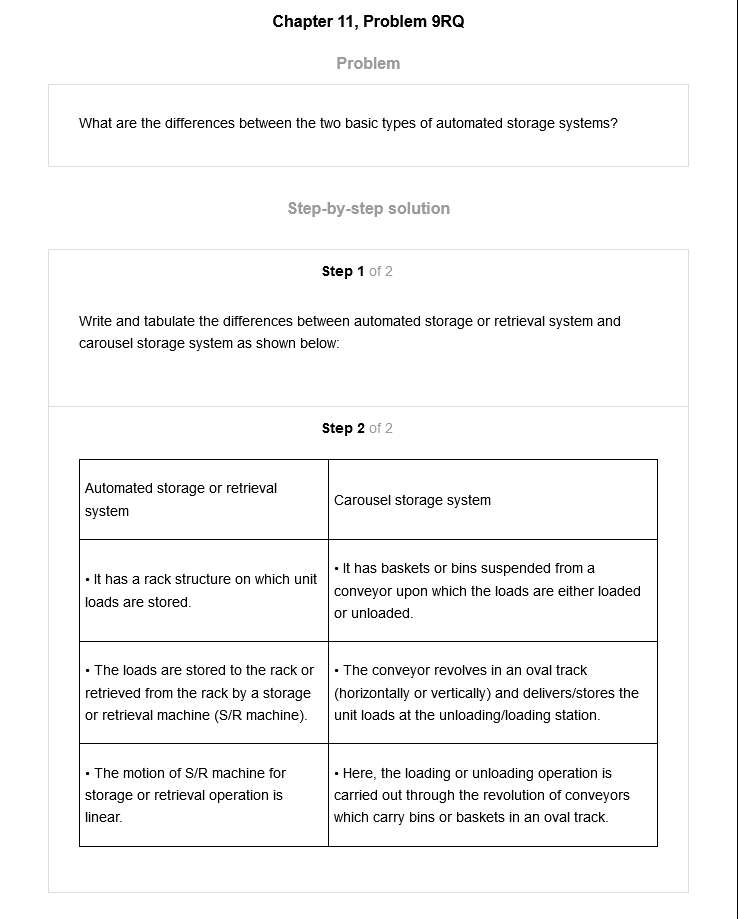 Chapter 11, Problem 9RQ
Problem
What are the differences between the two basic types of automated storage systems?
Step-by-step solution
Step 1 of 2
Write and tabulate the differences between automated storage or retrieval system and
carousel storage system as shown below:
Step 2 of 2
Automated storage or retrieval
system
Carousel storage system
• It has a rack structure on which unit
loads are stored.
• It has baskets or bins suspended from a
conveyor upon which the loads are either loaded
or unloaded.
• The loads are stored to the rack or
retrieved from the rack by a storage
or retrieval machine (S/R machine).
• The conveyor revolves in an oval track
(horizontally or vertically) and delivers/stores the
unit loads at the unloading/loading station.
• The motion of S/R machine for
storage or retrieval operation is
linear.
• Here, the loading or unloading operation is
carried out through the revolution of conveyors
which carry bins or baskets in an oval track.